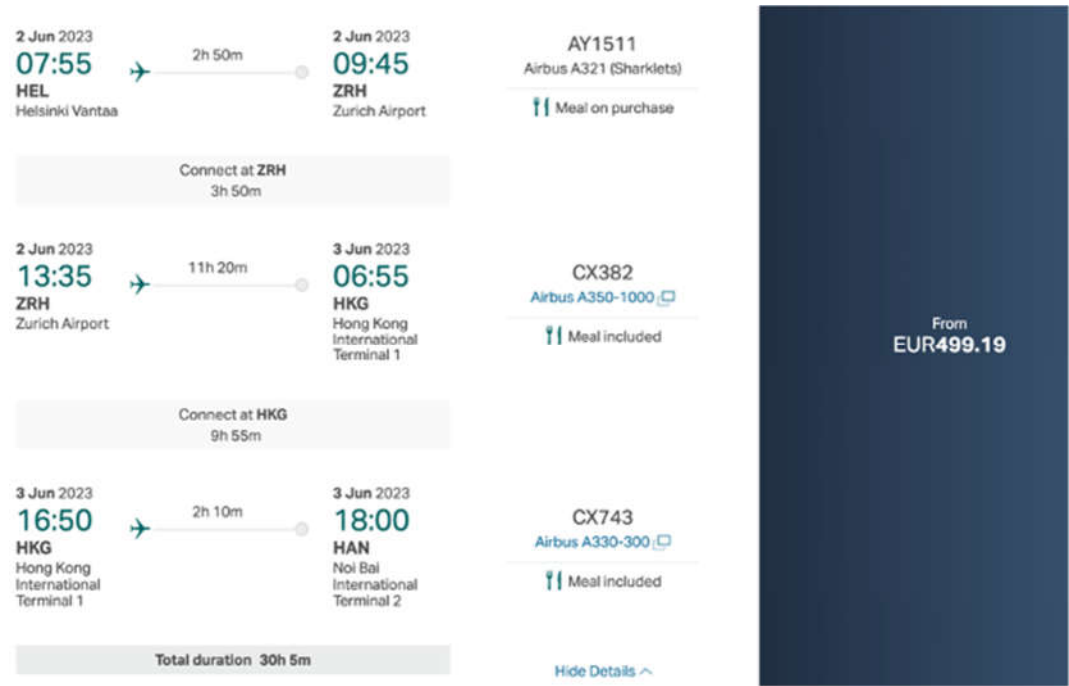 2 Jun 2023
07:55
HEL
Helsinki Vantaa
2h 50m
2 Jun 2023
09:45
ZRH
Zurich Airport
AY1511
Airbus A321 (Sharklets)
Meal on purchase
Connect at ZRH
3h 50m
2 Jun 2023
13:35
ZRH
Zurich Airport
11h 20m
3 Jun 2023
06:55
HKG
Hong Kong
International
Terminal 1
CX382
Airbus A350-1000
Meal included
Connect at HKG
9h 55m
3 Jun 2023
16:50
HKG
Hong Kong
International
Terminal 1
2h 10m
3 Jun 2023
18:00
HAN
Noi Bai
International
Terminal 2
CX743
Airbus A330-300
Meal included
Total duration 30h 5m
Hide Details
From
EUR499.19